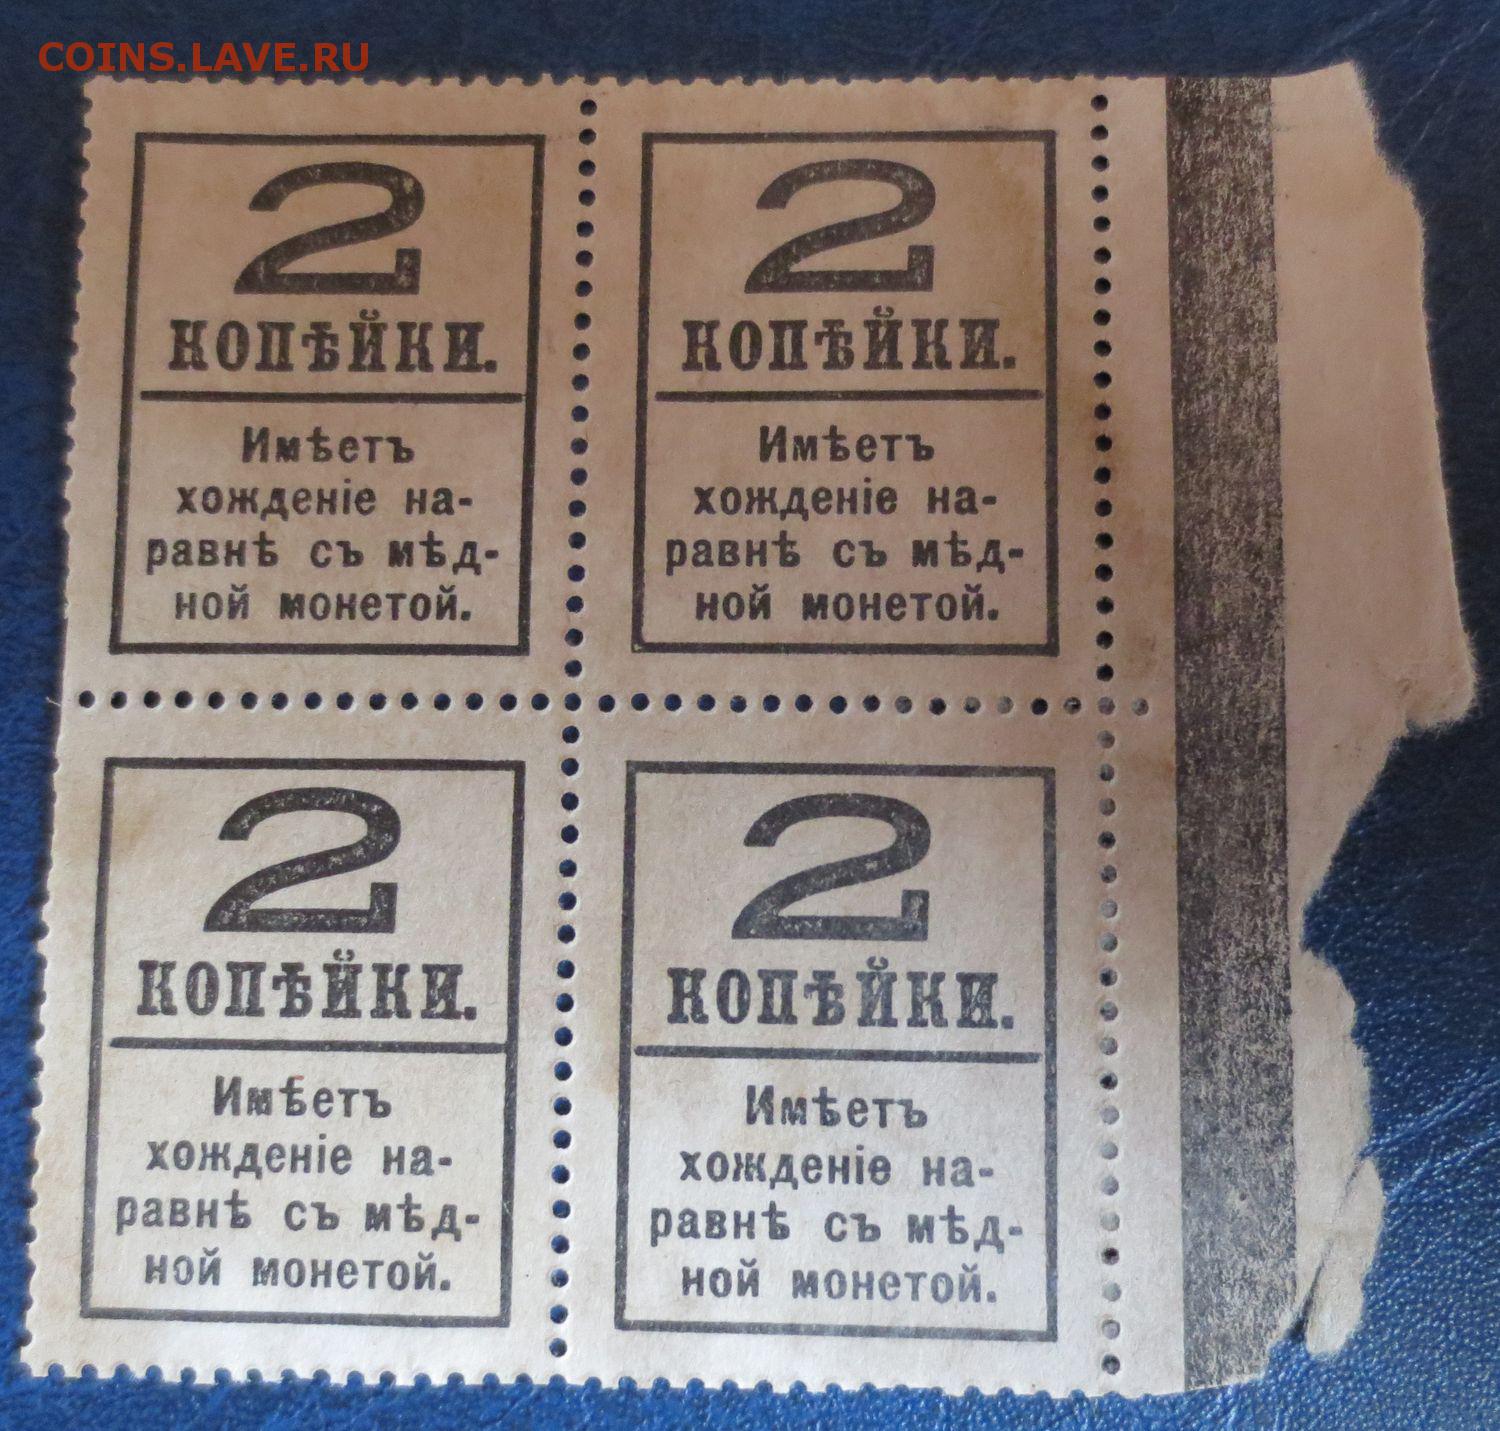 COINS.LAVE.RU
2
КОПѢЙКИ.
Имѣетъ
хожденіе на-
равнѣ съ мѣд-
ной монетой.
2
КОПѢЙКИ.
Имѣетъ
хожденіе на-
равнѣ съ мѣд-
ной монетой.
2
КОПѢЙКИ.
Имѣетъ
хожденіе на-
равнѣ съ мѣд-
ной монетой.
2
КОПѢЙКИ.
Имѣетъ
хожденіе на-
равнѣ съ мѣд-
ной монетой.